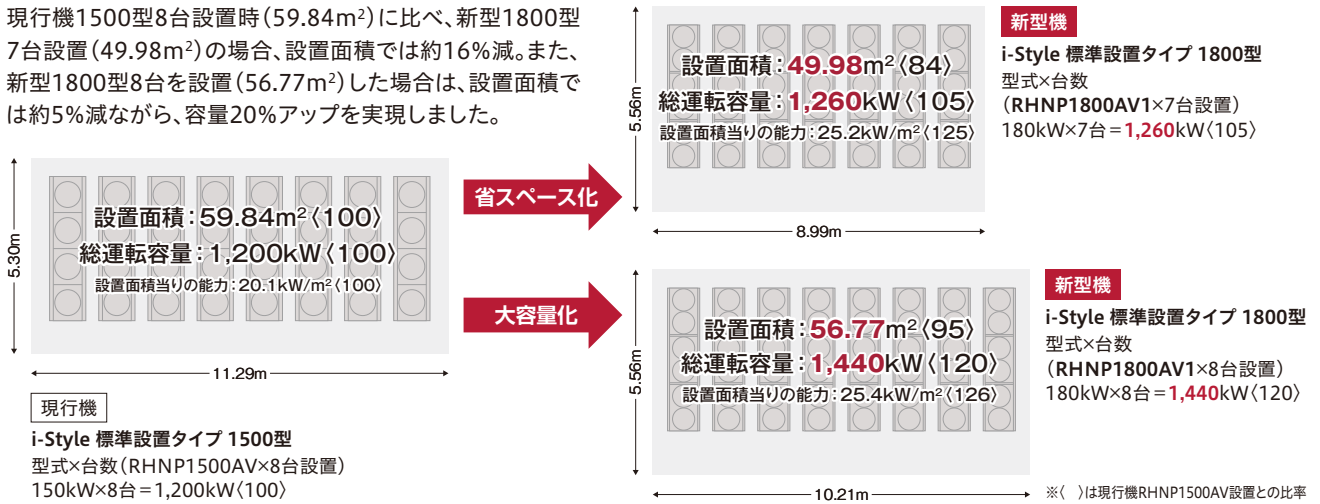 現行機1500型8台設置時（59.84m²）に比べ、新型1800型
7台設置（49.98m²）の場合、設置面積では約16%減。また、
新型1800型8台を設置（56.77m²）した場合は、設置面積で
は約5%減ながら、容量20%アップを実現しました。
設置面積：59.84m²〈100〉
総運転容量：1,200kW〈100〉
設置面積当りの能力：20.1kW/m²〈100〉
5.30m
11.29m
現行機
i-Style 標準設置タイプ 1500型
型式×台数（RHNP1500AV×8台設置）
150kW×8台＝1,200kW〈100〉
省スペース化
大容量化
設置面積：49.98m²〈84〉
総運転容量：1,260kW〈105〉
設置面積当りの能力：25.2kW/m²〈125〉
5.56m
8.99m
新型機
i-Style 標準設置タイプ 1800型
型式×台数
（RHNP1800AV1×7台設置）
180kW×7台＝1,260kW〈105〉
設置面積：56.77m²〈95〉
総運転容量：1,440kW〈120〉
設置面積当りの能力：25.4kW/m²〈126〉
5.56m
10.21m
新型機
i-Style 標準設置タイプ 1800型
型式×台数
（RHNP1800AV1×8台設置）
180kW×8台＝1,440kW〈120〉
※〈　〉は現行機RHNP1500AV設置との比率